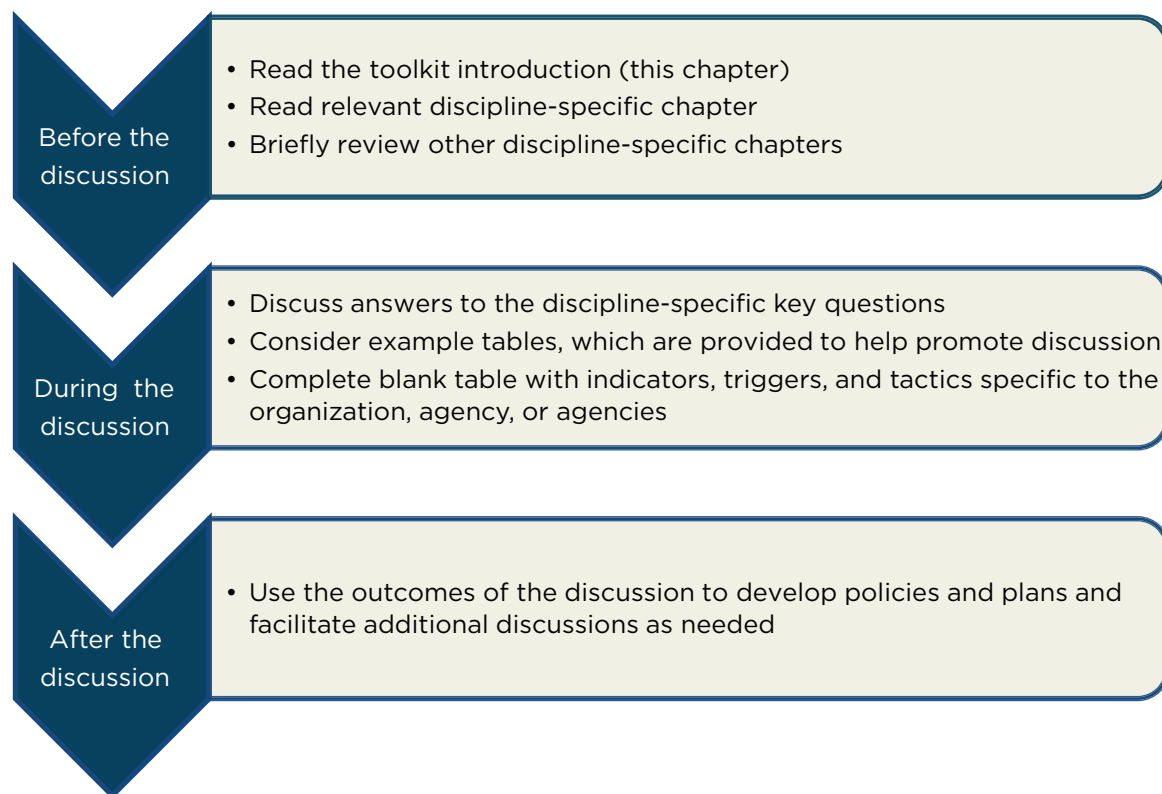 Before the
discussion
• Read the toolkit introduction (this chapter)
• Read relevant discipline-specific chapter
• Briefly review other discipline-specific chapters
During the
discussion
• Discuss answers to the discipline-specific key questions
• Consider example tables, which are provided to help promote discussion
• Complete blank table with indicators, triggers, and tactics specific to the
organization, agency, or agencies
After the
discussion
• Use the outcomes of the discussion to develop policies and plans and
facilitate additional discussions as needed